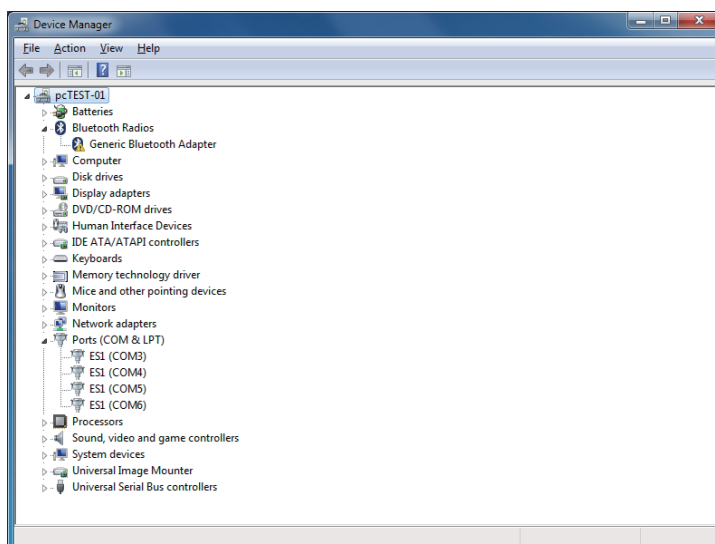 Device Manager
File Action View Help
pcTEST-01
Batteries
Bluetooth Radios
Generic Bluetooth Adapter
Computer
Disk drives
Display adapters
DVD/CD-ROM drives
Human Interface Devices
IDE ATA/ATAPI controllers
Keyboards
Memory technology driver
Mice and other pointing devices
Monitors
Network adapters
Ports (COM & LPT)
ES1 (COM3)
ES1 (COM4)
ES1 (COM5)
ES1 (COM6)
Processors
Sound, video and game controllers
System devices
Universal Image Mounter
Universal Serial Bus controllers